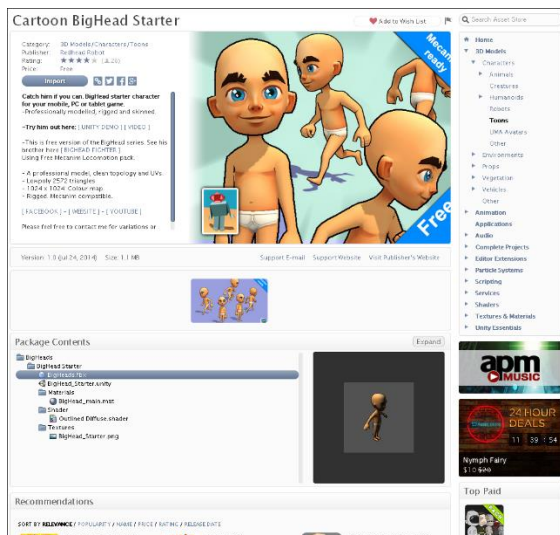 Cartoon BigHead Starter
Add to Wish List
Search Asset Store
Category: 3D Models/Characters/Toons
Publisher: Redhead Robot
Rating:
Price: Free
Import
Catch him if you can. BigHead starter character
for your mobile, PC or tablet game.
-Professionally modelled, rigged and skinned.
-Try him out here: [ UNITY DEMO ] [ VIDEO ]
-This is free version of the BigHead series. See his
brother here [ BIGHEAD FIGHTER ]
Using Free Mecanim Locomotion pack.
- A professional model, clean topology and UVs.
- Lowpoly 2572 triangles
- 1024 x 1024 Colour map.
- Rigged. Mecanim compatible.
[ FACEBOOK ] - [ WEBSITE ] - [ YOUTUBE ]
Please feel free to contact me for variations or
Mecanim
ready
Free
Version: 1.0 (Jul 24, 2014) Size: 1.1 MB
Support E-mail Support Website Visit Publisher's Website
Package Contents
Expand
BigHeads
BigHead Starter
BigHead_Starter.unity
Materials
BigHead_main.mat
Shader
Outlined Diffuse.shader
Textures
BigHead_Starter.png
Recommendations
SORT BY RELEVANCE / POPULARITY / NAME / PRICE / RATING / RELEASE DATE
Home
3D Models
Characters
Animals
Creatures
Humanoids
Robots
Toons
UMA Avatars
Other
Environments
Props
Vegetation
Vehicles
Other
Animation
Applications
Audio
Complete Projects
Editor Extensions
Particle Systems
Scripting
Services
Shaders
Textures & Materials
Unity Essentials
apm
MUSIC
24 HOUR
DEALS
11 : 39 : 54
Nymph Fairy
$10 $20
Top Paid